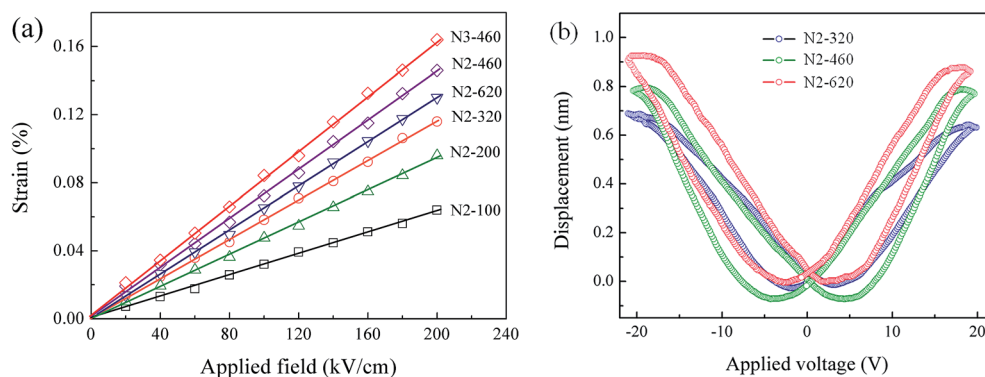 (a)
Strain (%)
0.16
0.12
0.08
0.04
0.00
0
40
80
120
160
200
240
Applied field (kV/cm)
N3-460
N2-460
N2-620
N2-320
N2-200
N2-100
(b)
Displacement (nm)
1.0
0.8
0.6
0.4
0.2
0.0
-20
-10
0
10
20
Applied voltage (V)
N2-320
N2-460
N2-620